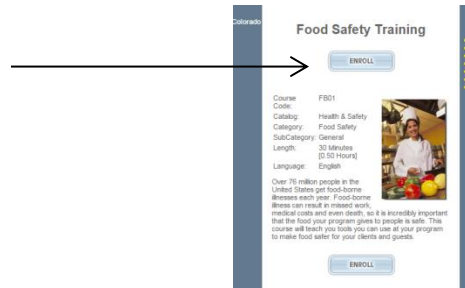 Colorado
Food Safety Training
ENROLL
Course Code: FB01
Catalog: Health & Safety
Category: Food Safety
SubCategory: General
Length: 30 Minutes
[0.50 Hours]
Language: English
Over 76 million people in the
United States get food-borne
illnesses each year. Food-borne
illness can result in missed work,
medical costs and even death, so it is incredibly important
that the food your program gives to people is safe. This
course will teach you tools you can use at your program
to make food safer for your clients and guests.
ENROLL